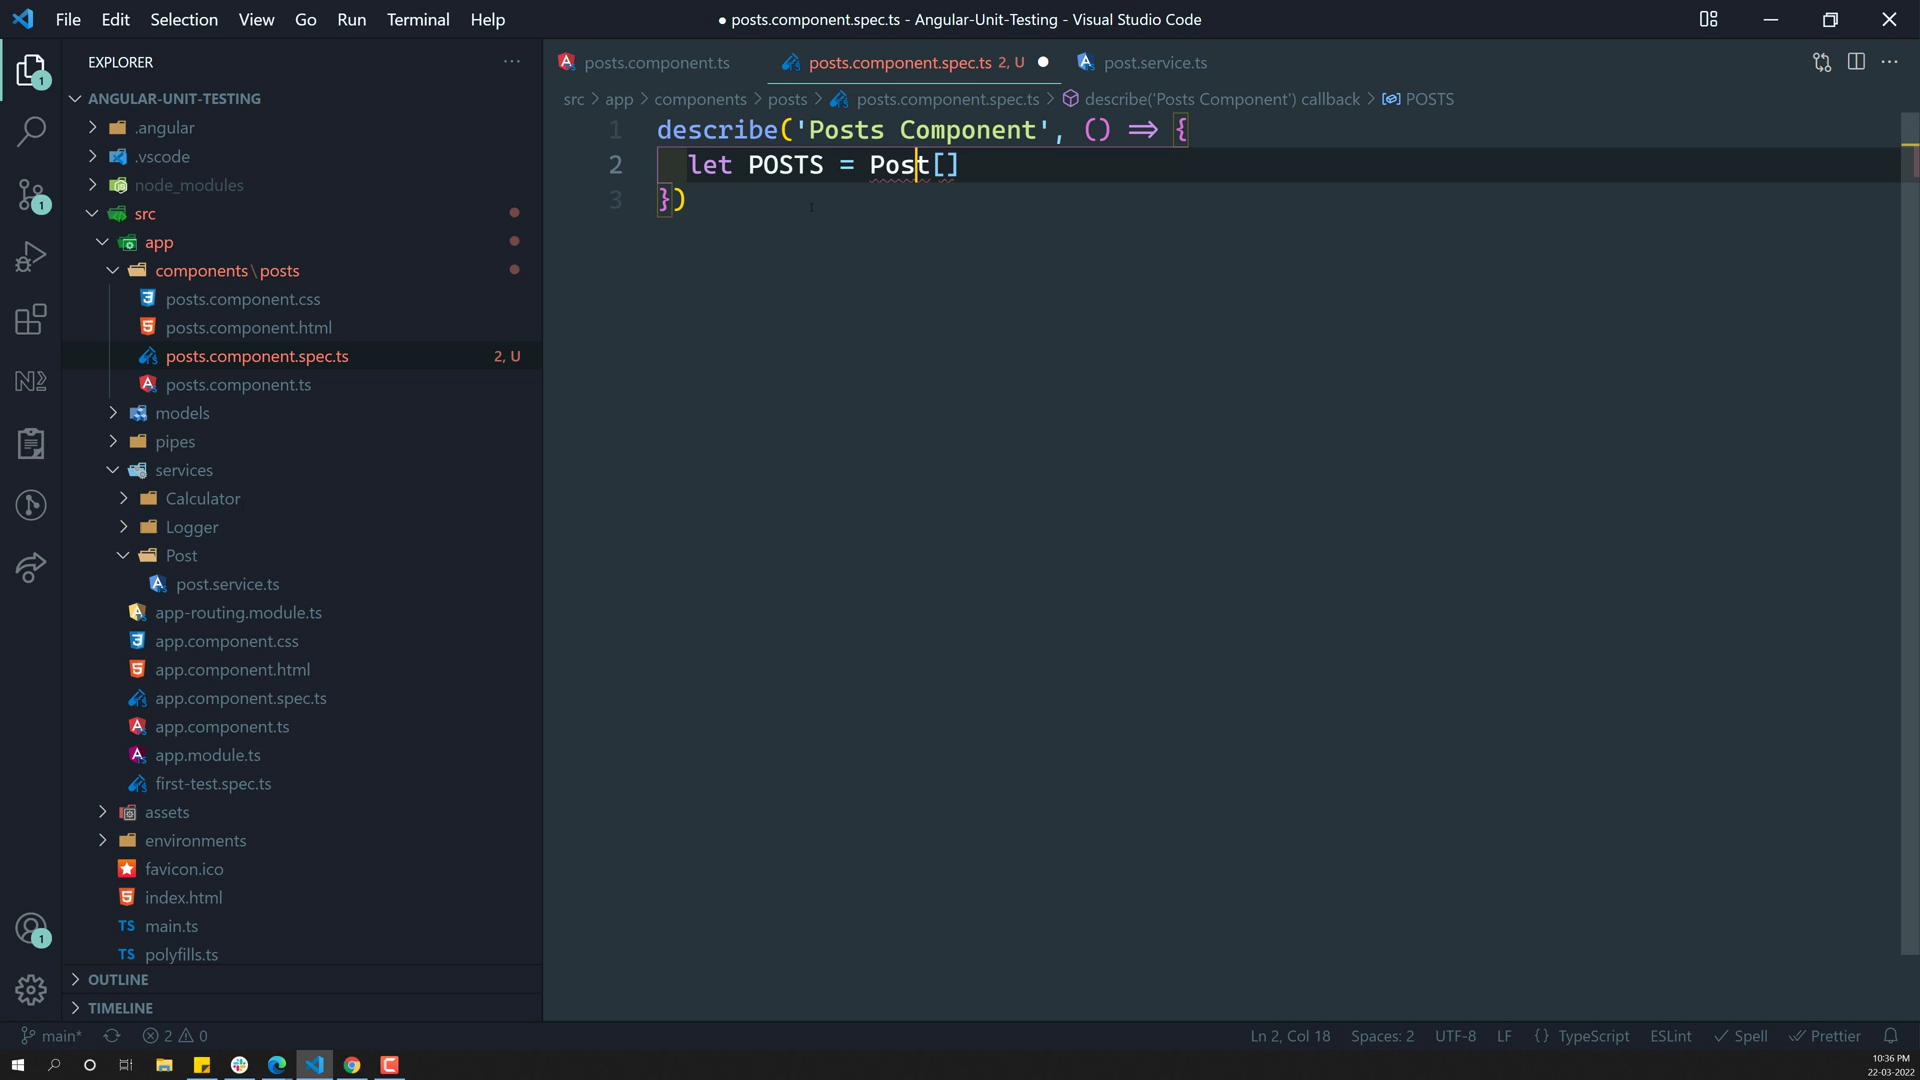 File Edit Selection View Go Run Terminal Help
● posts.component.spec.ts - Angular-Unit-Testing - Visual Studio Code
EXPLORER
ANGULAR-UNIT-TESTING
.angular
.vscode
node_modules
src
app
components\posts
posts.component.css
posts.component.html
posts.component.spec.ts 2, U
posts.component.ts
models
pipes
services
Calculator
Logger
Post
post.service.ts
app-routing.module.ts
app.component.css
app.component.html
app.component.spec.ts
app.component.ts
app.module.ts
first-test.spec.ts
assets
environments
favicon.ico
index.html
TS main.ts
TS polyfills.ts
OUTLINE
TIMELINE
posts.component.ts posts.component.spec.ts 2, U post.service.ts
src > app > components > posts > posts.component.spec.ts > describe('Posts Component') callback > POSTS
1 describe('Posts Component', () => {
2 let POSTS = Post[]
3 })
1
1
1
main* 2 0
Ln 2, Col 18 Spaces: 2 UTF-8 LF {} TypeScript ESLint Spell Prettier
10:36 PM
22-03-2022